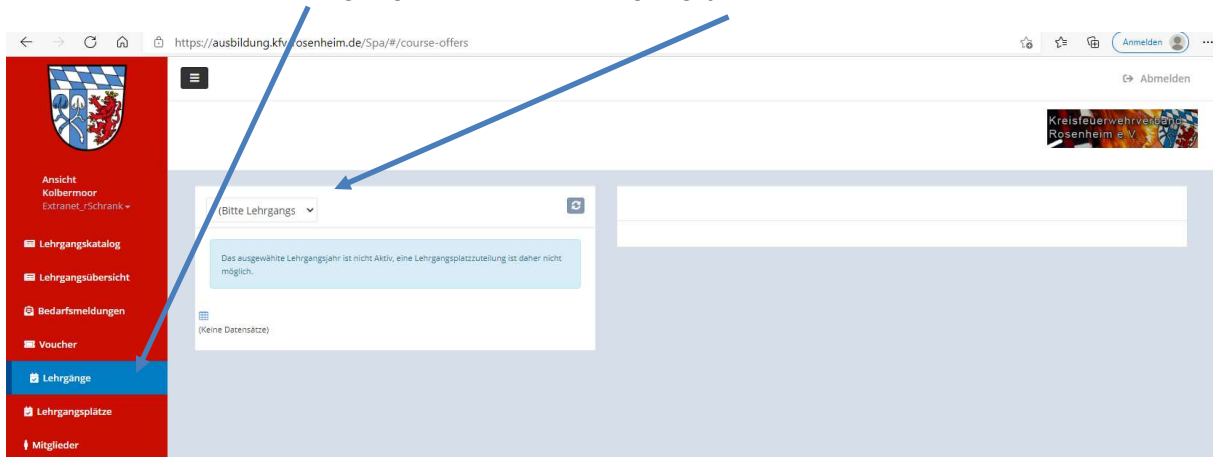 https://ausbildung.kfv-rosenheim.de/Spa/#/course-offers
Anmelden
Abmelden
Kreisfeuerwehrverband
Rosenheim e.V.
Ansicht
Kolbermoor
Extranet_rSchrank
(Bitte Lehrgangs
Lehrgangskatalog
Das ausgewählte Lehrgangsjahr ist nicht Aktiv, eine Lehrgangsplatzzuteilung ist daher nicht
möglich.
Lehrgangsübersicht
Bedarfsmeldungen
(Keine Datensätze)
Voucher
Lehrgänge
Lehrgangsplätze
Mitglieder